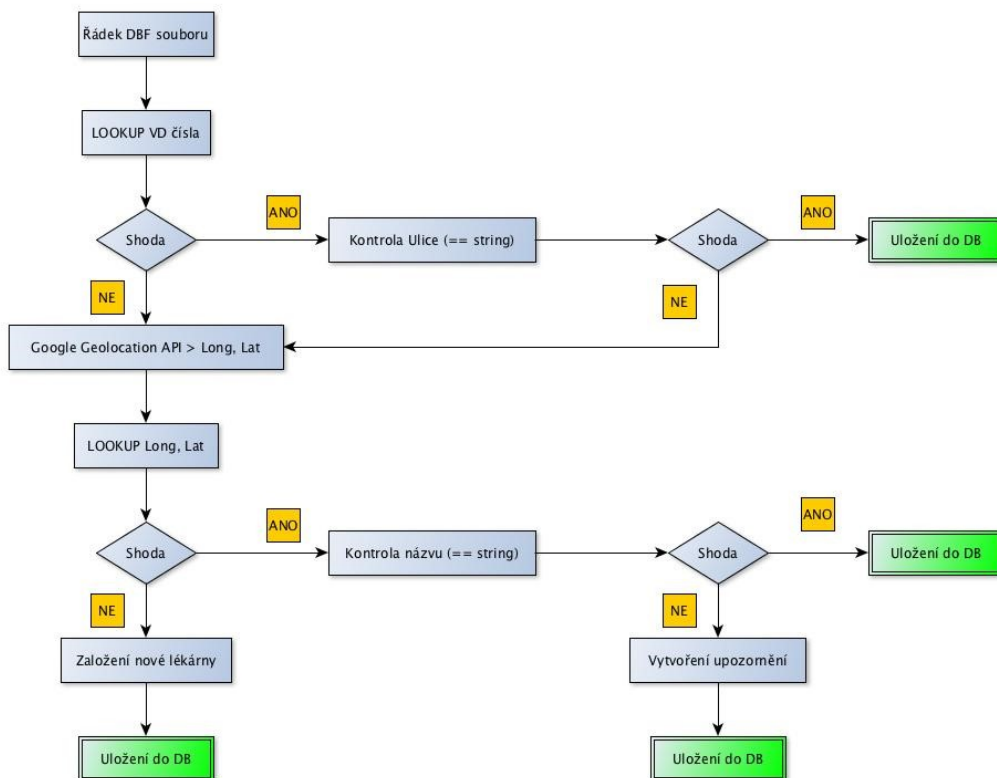 Řádek DBF souboru
LOOKUP VD čísla
Shoda
ANO
Kontrola Ulice (== string)
Shoda
ANO
Uložení do DB
NE
NE
Google Geolocation API > Long, Lat
LOOKUP Long, Lat
Shoda
ANO
Kontrola názvu (== string)
Shoda
ANO
Uložení do DB
NE
NE
Založení nové lékárny
Vytvoření upozornění
Uložení do DB
Uložení do DB